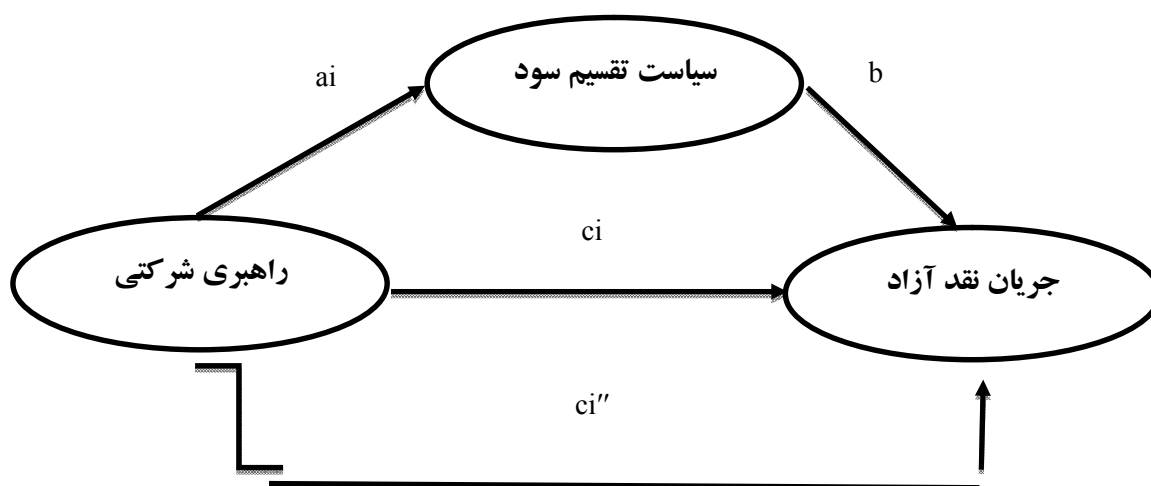 سیاست تقسیم سود
ai
b
راهبری شرکتی
ci
جریان نقد آزاد
ci″